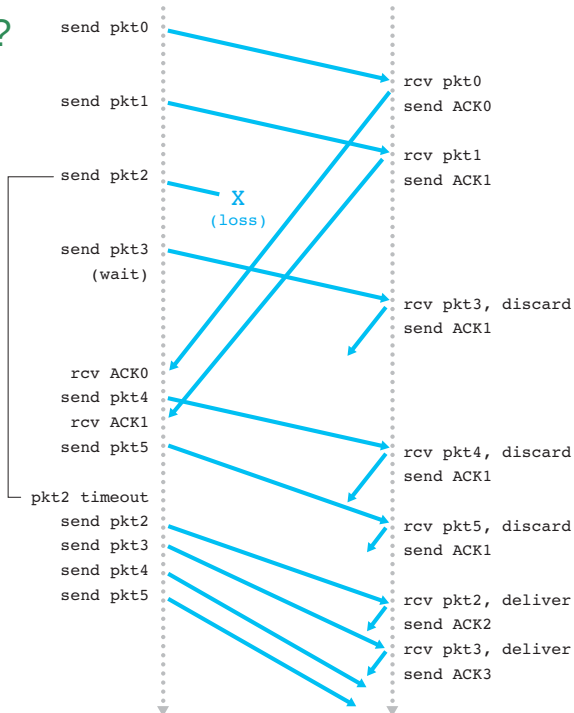 ?
send pkt0
rcv pkt0
send ACK0
send pkt1
rcv pkt1
send ACK1
send pkt2
X
(loss)
send pkt3
(wait)
rcv pkt3, discard
send ACK1
rcv ACK0
send pkt4
rcv ACK1
send pkt5
rcv pkt4, discard
send ACK1
pkt2 timeout
send pkt2
send pkt3
send pkt4
send pkt5
rcv pkt5, discard
send ACK1
rcv pkt2, deliver
send ACK2
rcv pkt3, deliver
send ACK3